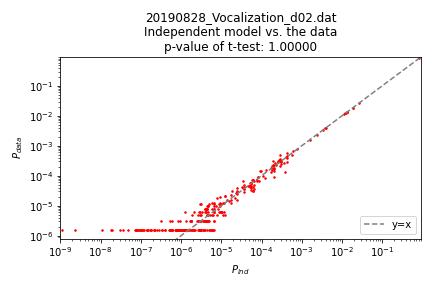 20190828_Vocalization_d02.dat
Independent model vs. the data
p-value of t-test: 1.00000
10⁻¹
10⁻²
10⁻³
10⁻⁴
10⁻⁵
10⁻⁶
P_data
y=x
10⁻⁹ 10⁻⁸ 10⁻⁷ 10⁻⁶ 10⁻⁵ 10⁻⁴ 10⁻³ 10⁻² 10⁻¹
P_ind